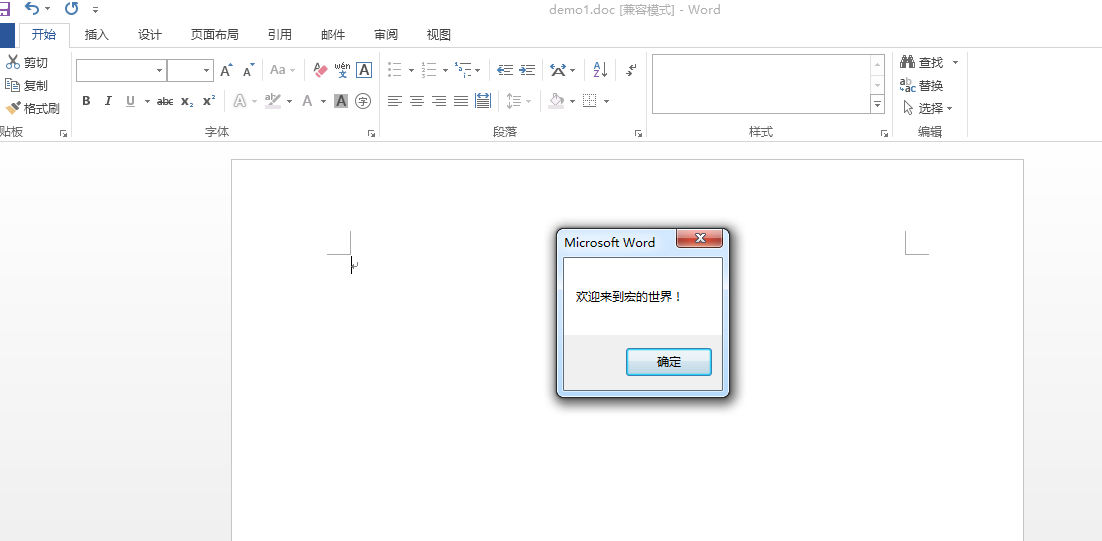 demo1.doc [兼容模式] - Word
开始 插入 设计 页面布局 引用 邮件 审阅 视图
剪切
复制
格式刷
贴板
Aa
wén
文
A
B I U abc X₂ X² A ab A A 字
字体
A
Z
段落
样式
查找
替换
选择
编辑
Microsoft Word
欢迎来到宏的世界！
确定